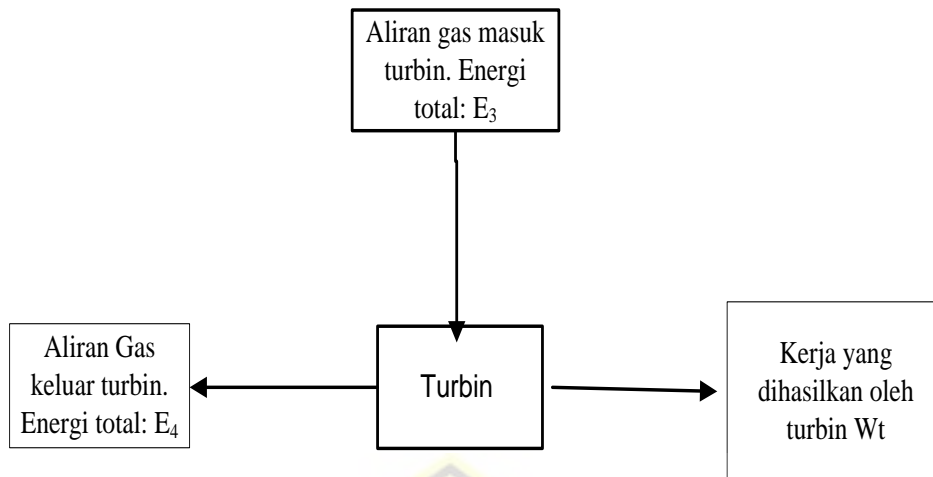 Aliran gas masuk
turbin. Energi
total: E₃
Aliran Gas
keluar turbin.
Energi total: E₄
Turbin
Kerja yang
dihasilkan oleh
turbin Wt